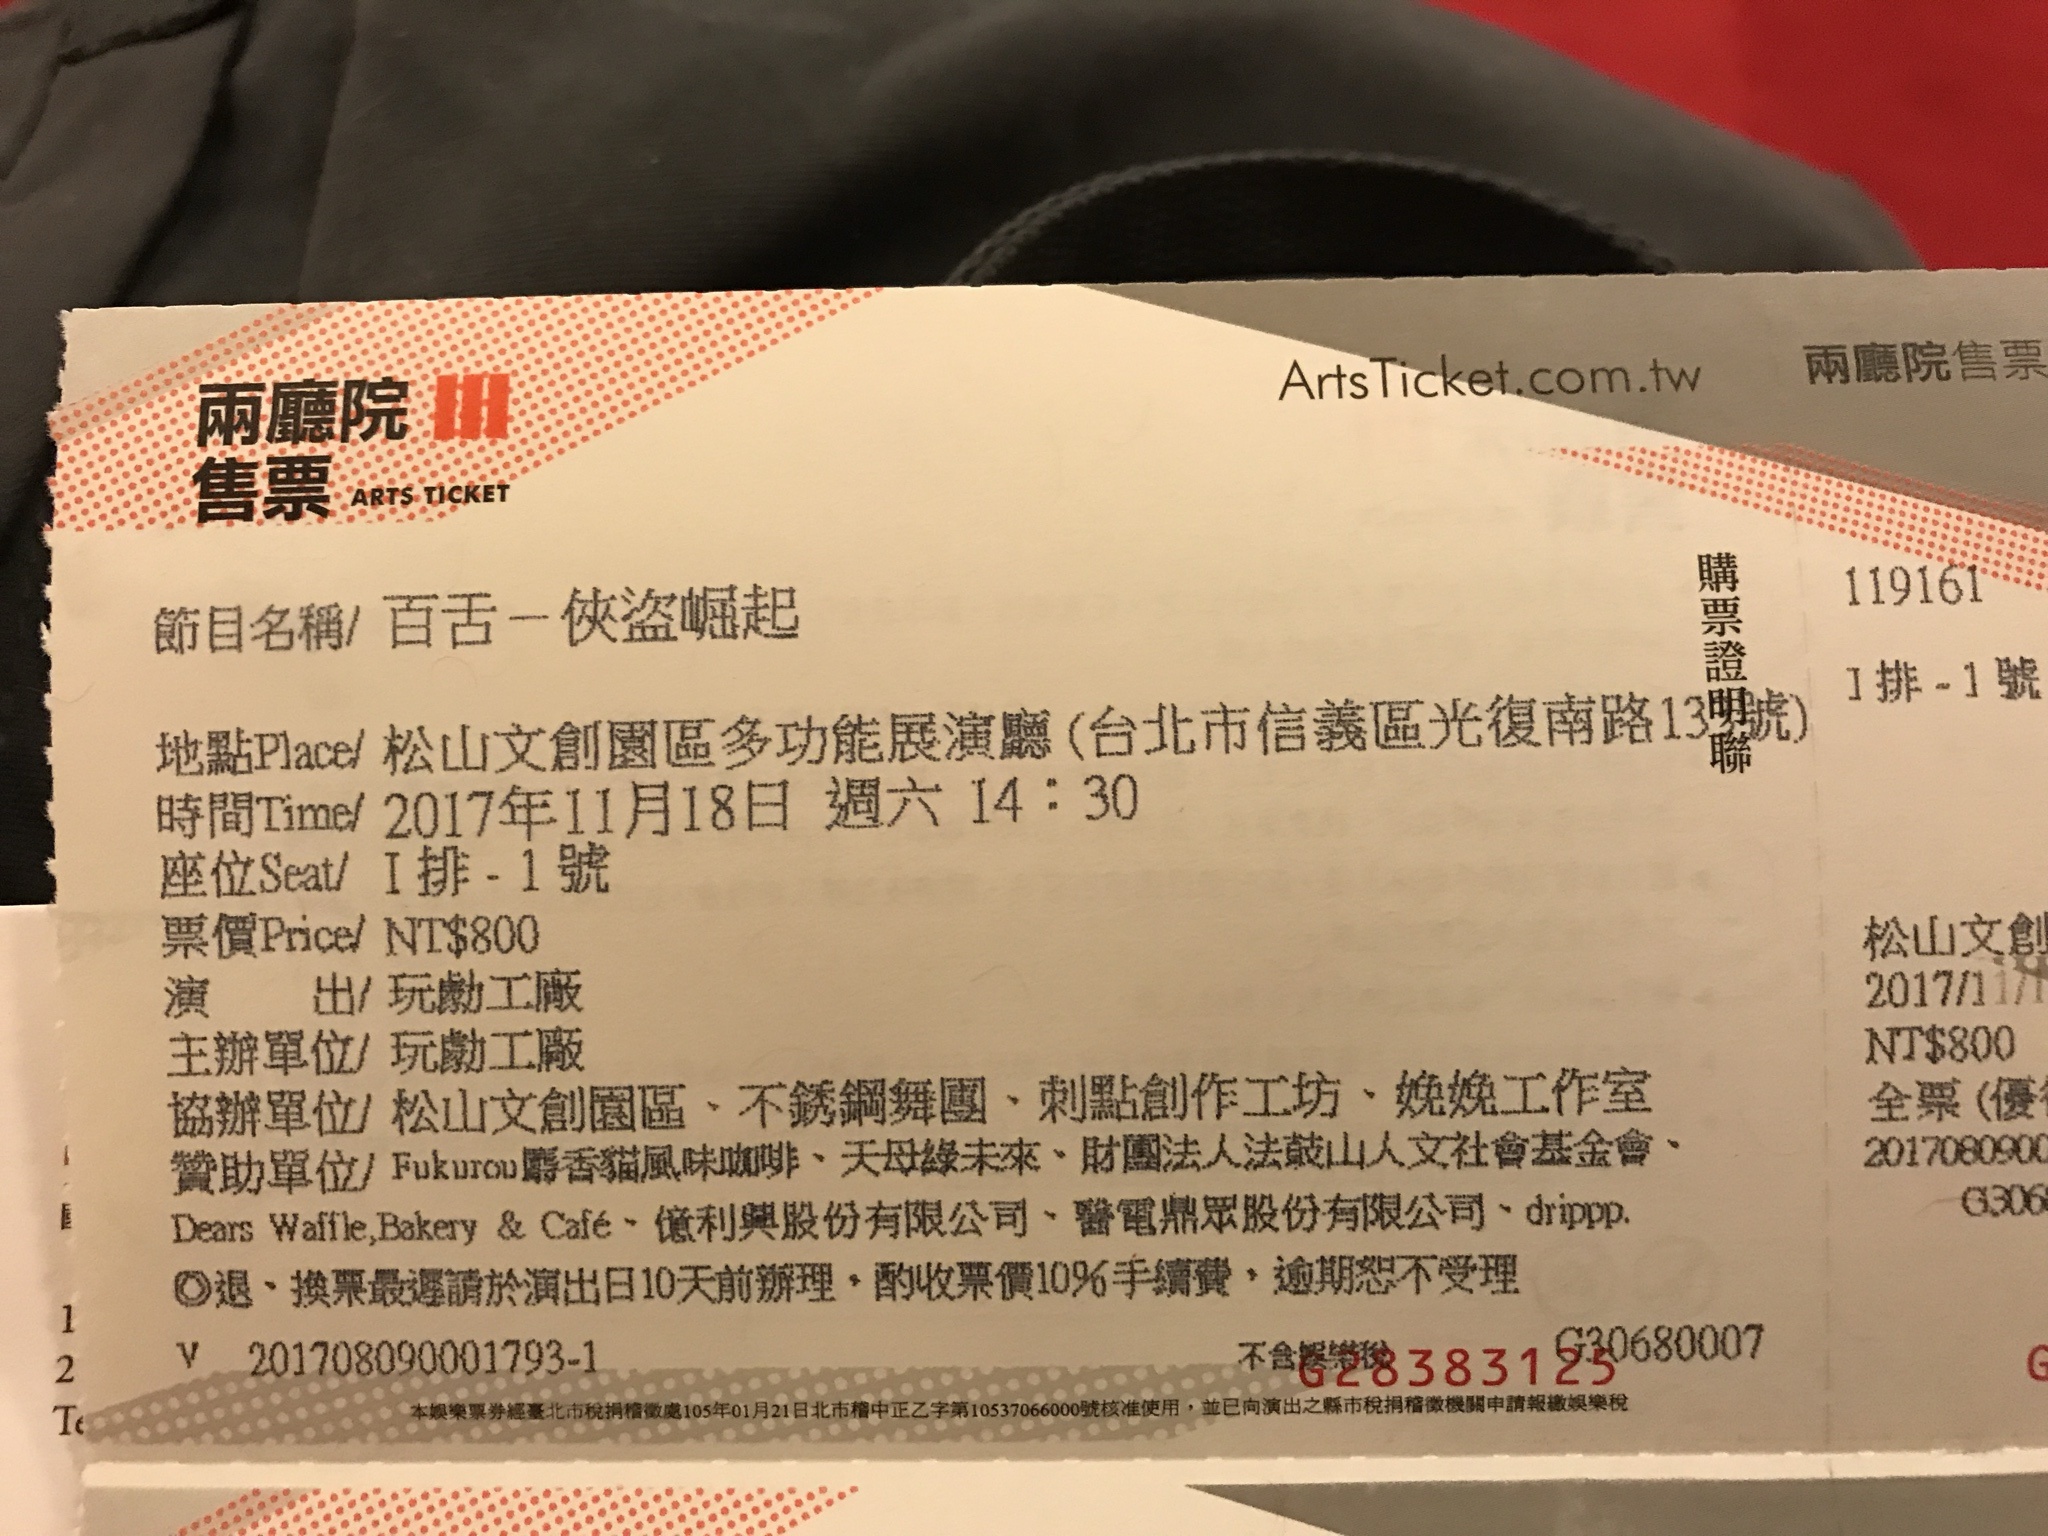 兩廳院
售票 ARTS TICKET
ArtsTicket.com.tw
節目名稱/ 百舌－俠盜崛起
地點Place/ 松山文創園區多功能展演廳(台北市信義區光復南路13 號)
時間Time/ 2017年11月18日 週六 14：30
座位Seat/ I 排 - 1 號
票價Price/ NT$800
演 出/ 玩勮工廠
主辦單位/ 玩勮工廠
協辦單位/ 松山文創園區、不銹鋼舞團、刺點創作工坊、娩娩工作室
贊助單位/ Fukurou麝香貓風味咖啡、天母綠未來、財團法人法鼓山人文社會基金會、
Dears Waffle,Bakery & Café、億利興股份有限公司、醫電鼎眾股份有限公司、drippp.
◎退、換票最遲請於演出日10天前辦理，酌收票價10%手續費，逾期恕不受理
V 201708090001793-1
不含娛樂稅
G28383125
G30680007
本娛樂票券經臺北市稅捐稽徵處105年01月21日北市稽中正乙字第10537066000號核准使用，並已向演出之縣市稅捐稽徵機關申請報繳娛樂稅
購票證明聯
兩廳院售票
119161
I 排 - 1 號
松山文創
2017/11/1
NT$800
全票(優
2017080900
G306
G
1
2
Te